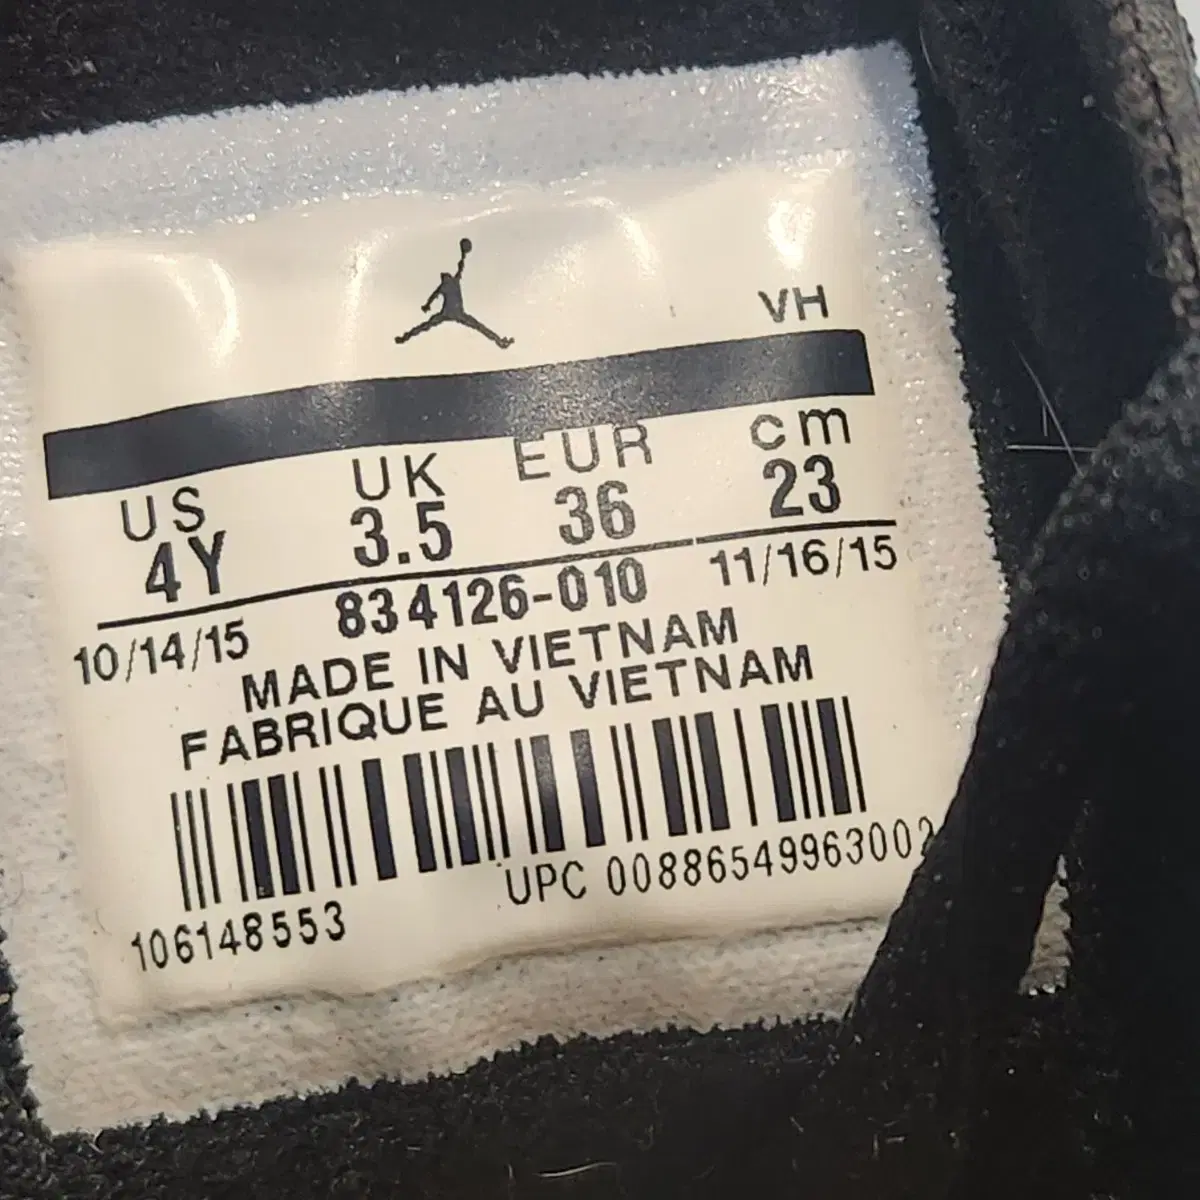 VH
US UK EUR cm
4Y 3.5 36 23
10/14/15 834126-010 11/16/15
MADE IN VIETNAM
FABRIQUE AU VIETNAM
UPC 00886549963002
106148553